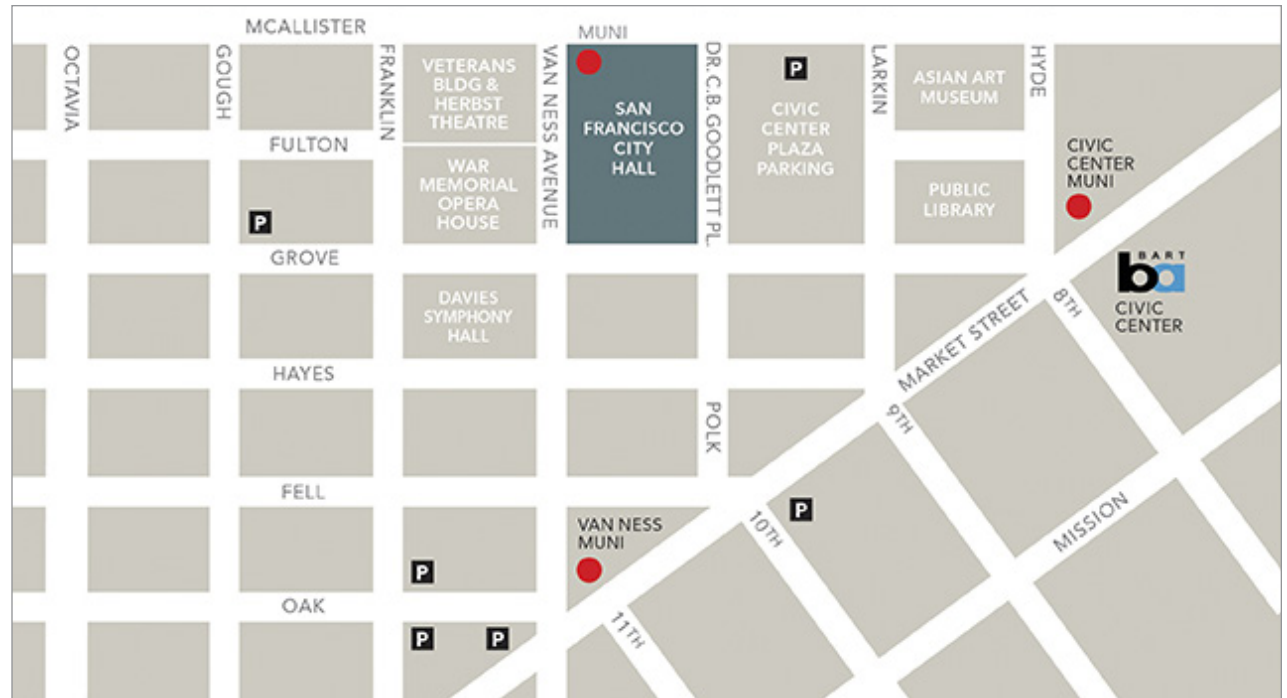 MCALLISTER
MUNI
OCTAVIA
GOUGH
FRANKLIN
VETERANS
BLDG &
HERBST
THEATRE
VAN NESS AVENUE
SAN
FRANCISCO
CITY
HALL
DR. C.B. GOODLETT PL.
P
CIVIC
CENTER
PLAZA
PARKING
LARKIN
ASIAN ART
MUSEUM
HYDE
FULTON
CIVIC
CENTER
MUNI
WAR
MEMORIAL
OPERA
HOUSE
PUBLIC
LIBRARY
P
GROVE
BART
ba
CIVIC
CENTER
DAVIES
SYMPHONY
HALL
8TH
MARKET STREET
HAYES
POLK
9TH
FELL
P
10TH
VAN NESS
MUNI
MISSION
P
OAK
11TH
P
P